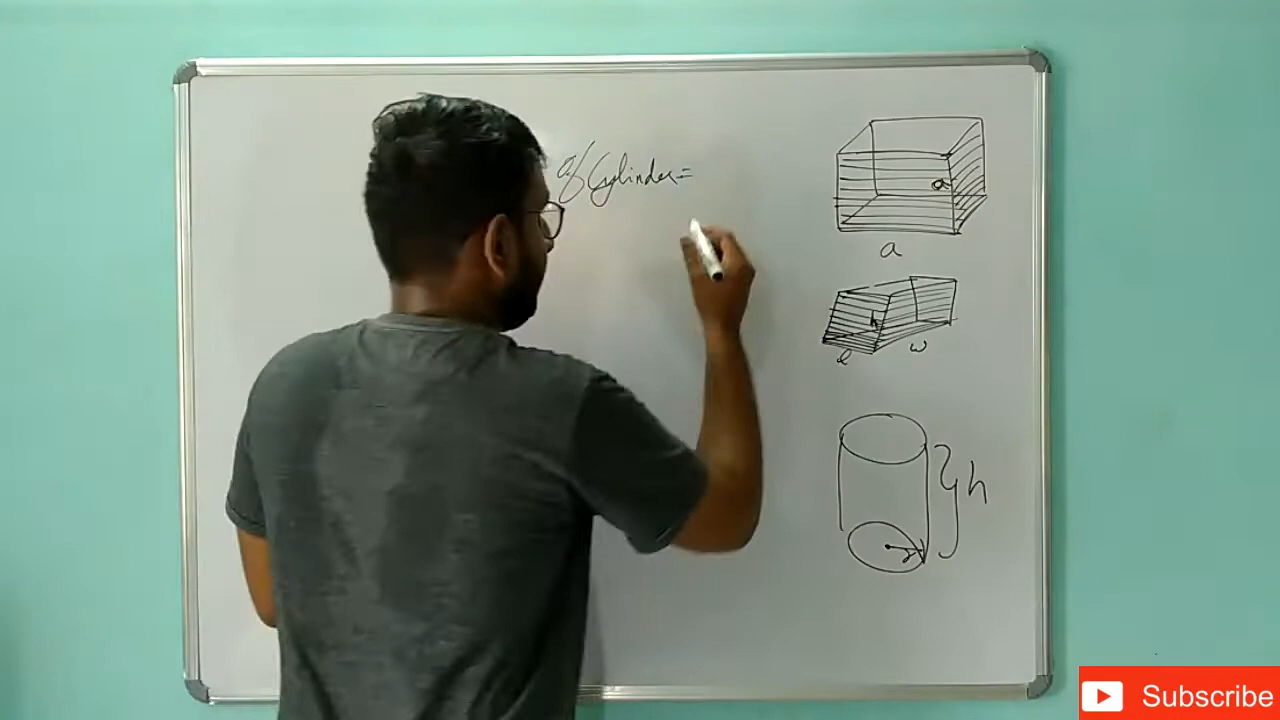 of Cylinder=
a
a
h
l
w
h
r
Subscribe